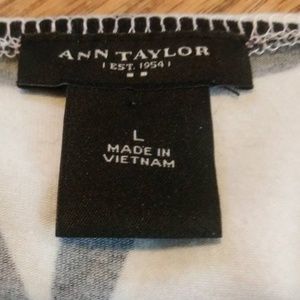 ANN TAYLOR
EST. 1954
L
MADE IN
VIETNAM